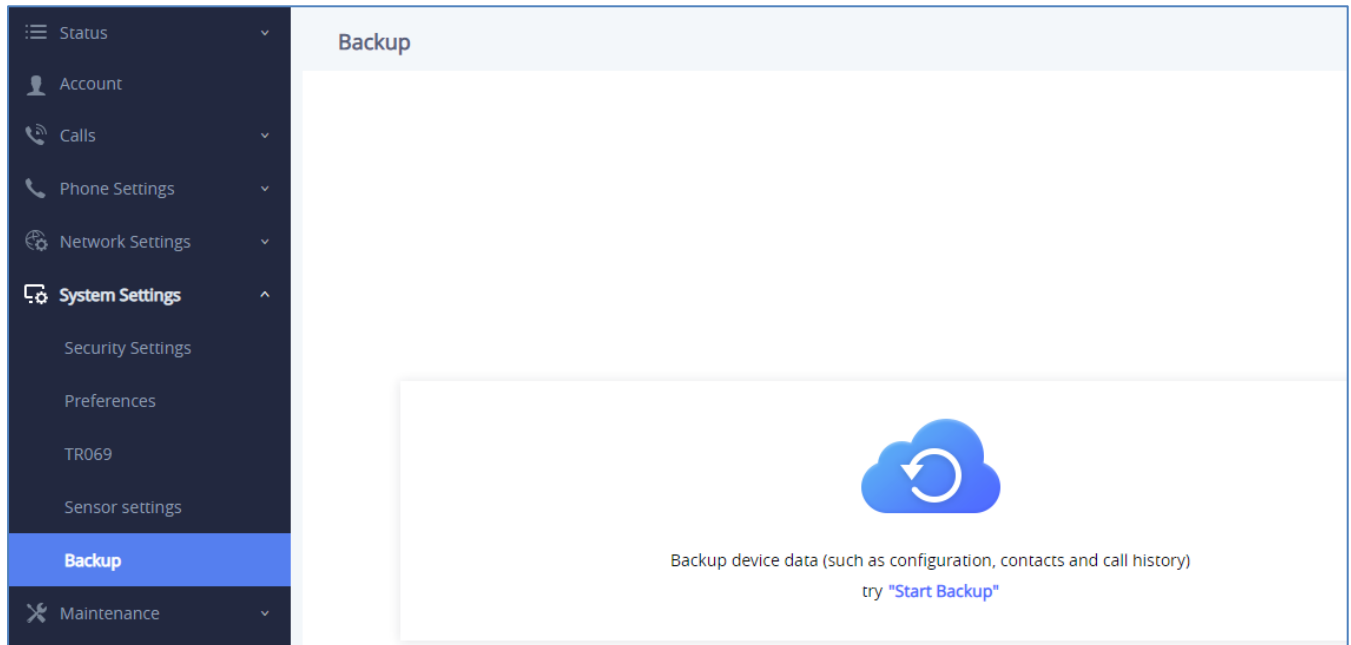 Status
Account
Calls
Phone Settings
Network Settings
System Settings
Security Settings
Preferences
TR069
Sensor settings
Backup
Maintenance
Backup
Backup device data (such as configuration, contacts and call history)
try "Start Backup"